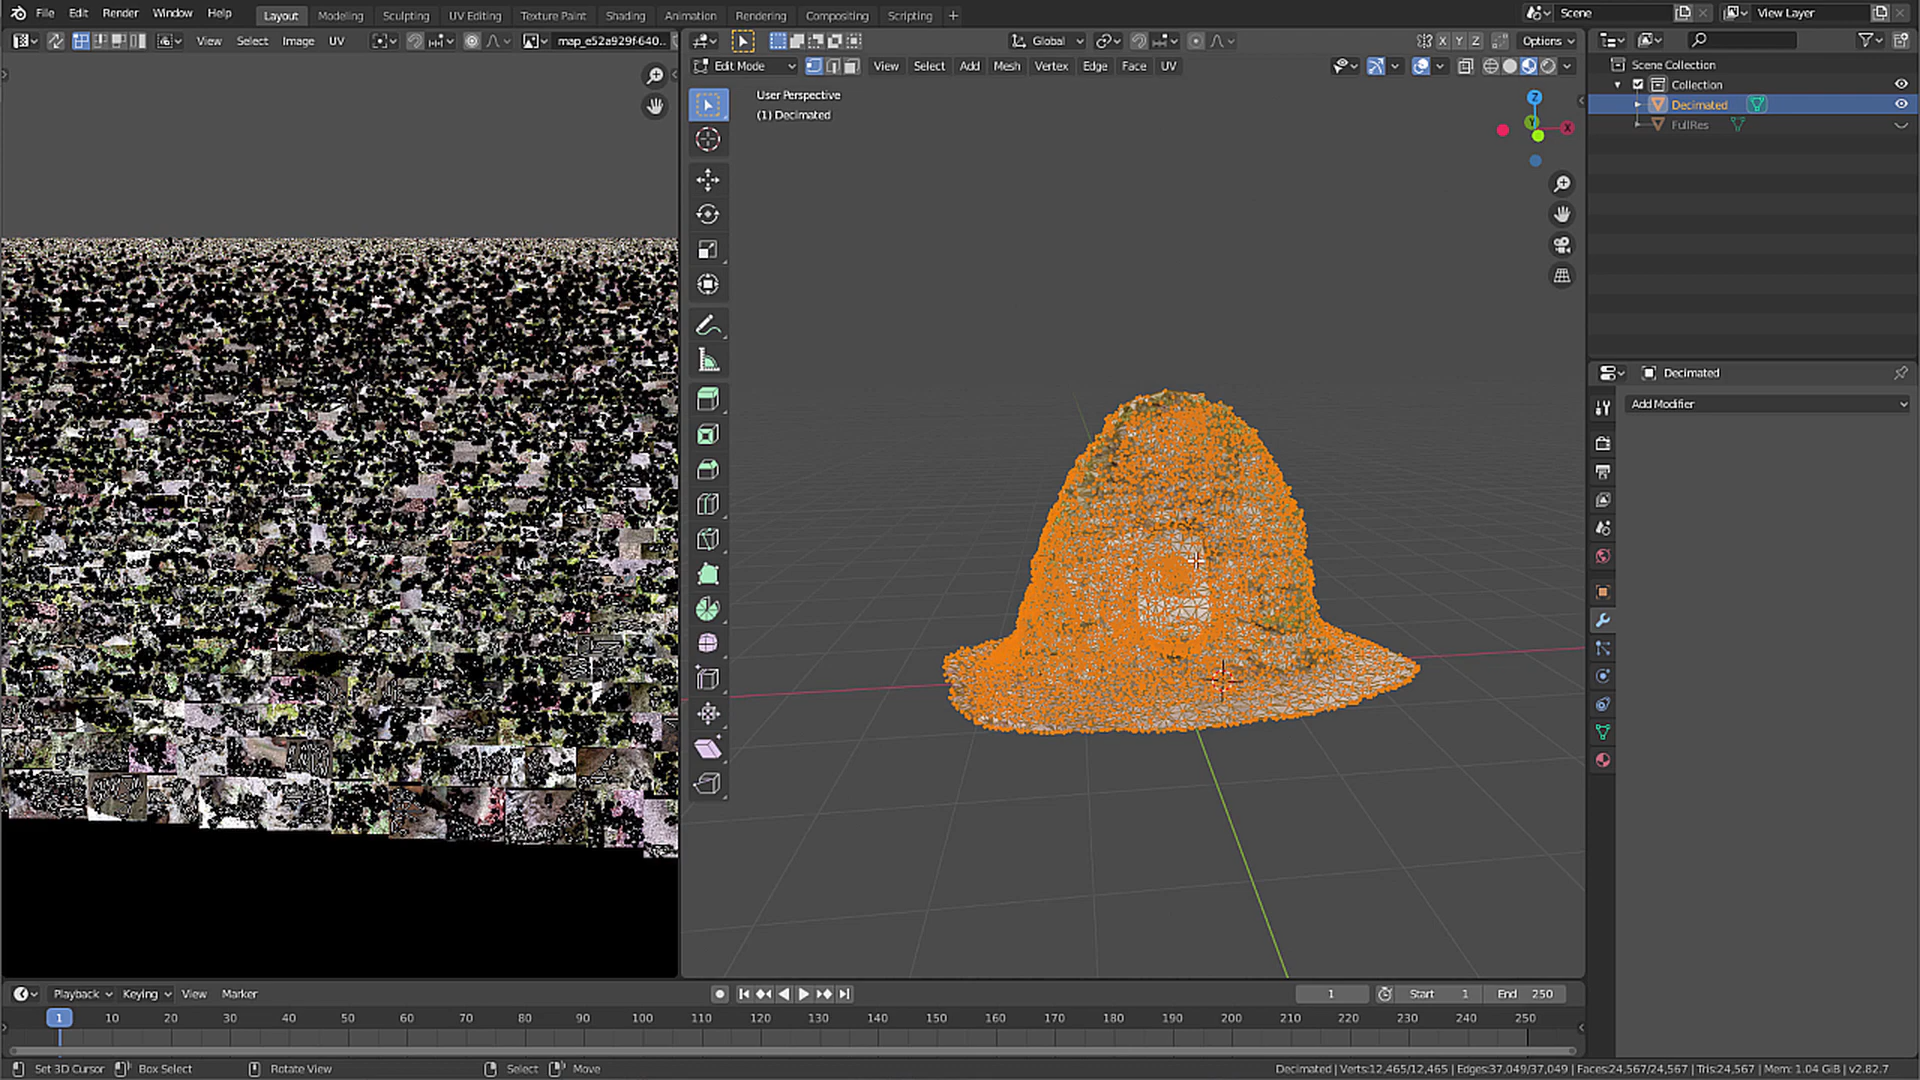 File Edit Render Window Help Layout Modeling Sculpting UV Editing Texture Paint Shading Animation Rendering Compositing Scripting + Scene View Layer
View Select Image UV map_e52a929f-640.. Global X Y Z Options
Edit Mode View Select Add Mesh Vertex Edge Face UV
Scene Collection
Collection
Decimated
FullRes
User Perspective
(1) Decimated
Z
Y
X
Decimated
Add Modifier
Playback Keying View Marker 1 Start 1 End 250
1 10 20 30 40 50 60 70 80 90 100 110 120 130 140 150 160 170 180 190 200 210 220 230 240 250
Set 3D Cursor Box Select Rotate View Select Move Decimated | Verts:12,465/12,465 | Edges:37,049/37,049 | Faces:24,567/24,567 | Tris:24,567 | Mem: 1.04 GiB | v2.82.7